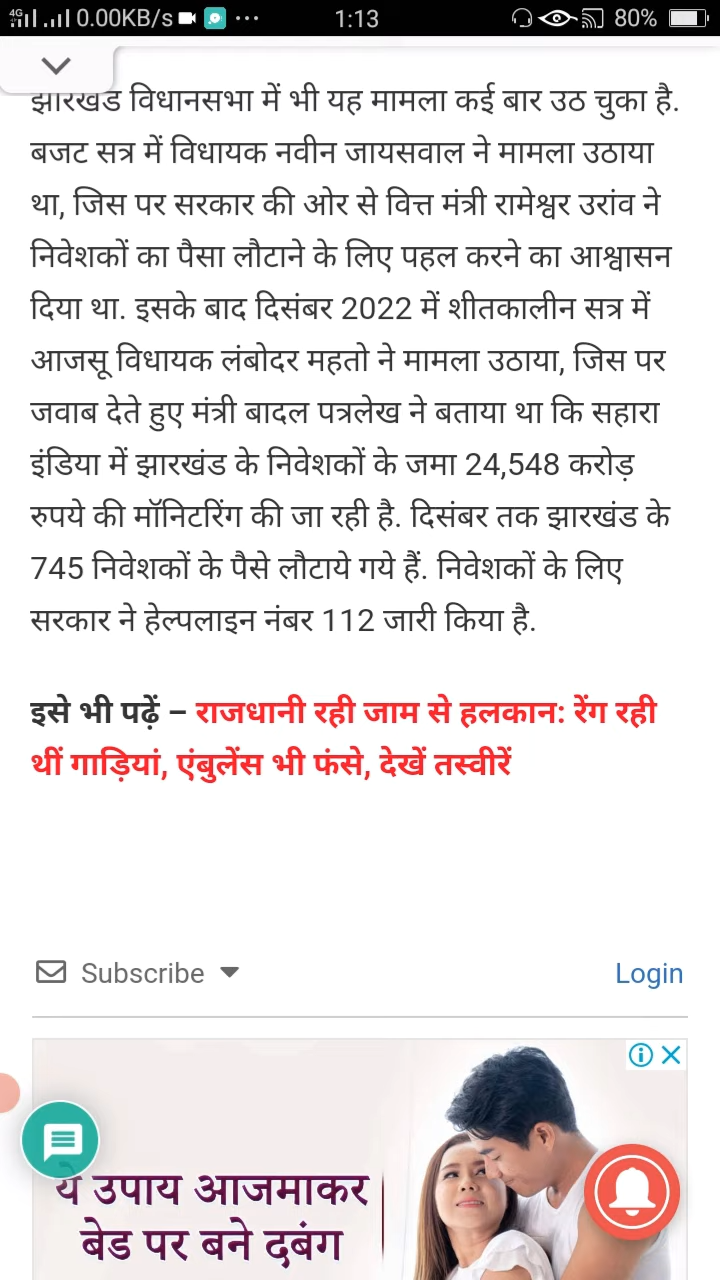 4G 0.00KB/s ... 1:13 80%
झारखंड विधानसभा में भी यह मामला कई बार उठ चुका है.
बजट सत्र में विधायक नवीन जायसवाल ने मामला उठाया
था, जिस पर सरकार की ओर से वित्त मंत्री रामेश्वर उरांव ने
निवेशकों का पैसा लौटाने के लिए पहल करने का आश्वासन
दिया था. इसके बाद दिसंबर 2022 में शीतकालीन सत्र में
आजसू विधायक लंबोदर महतो ने मामला उठाया, जिस पर
जवाब देते हुए मंत्री बादल पत्रलेख ने बताया था कि सहारा
इंडिया में झारखंड के निवेशकों के जमा 24,548 करोड़
रुपये की मॉनिटरिंग की जा रही है. दिसंबर तक झारखंड के
745 निवेशकों के पैसे लौटाये गये हैं. निवेशकों के लिए
सरकार ने हेल्पलाइन नंबर 112 जारी किया है.
इसे भी पढ़ें – राजधानी रही जाम से हलकान: रेंग रही
थीं गाड़ियां, एंबुलेंस भी फंसे, देखें तस्वीरें
Subscribe Login
ये उपाय आजमाकर
बेड पर बने दबंग